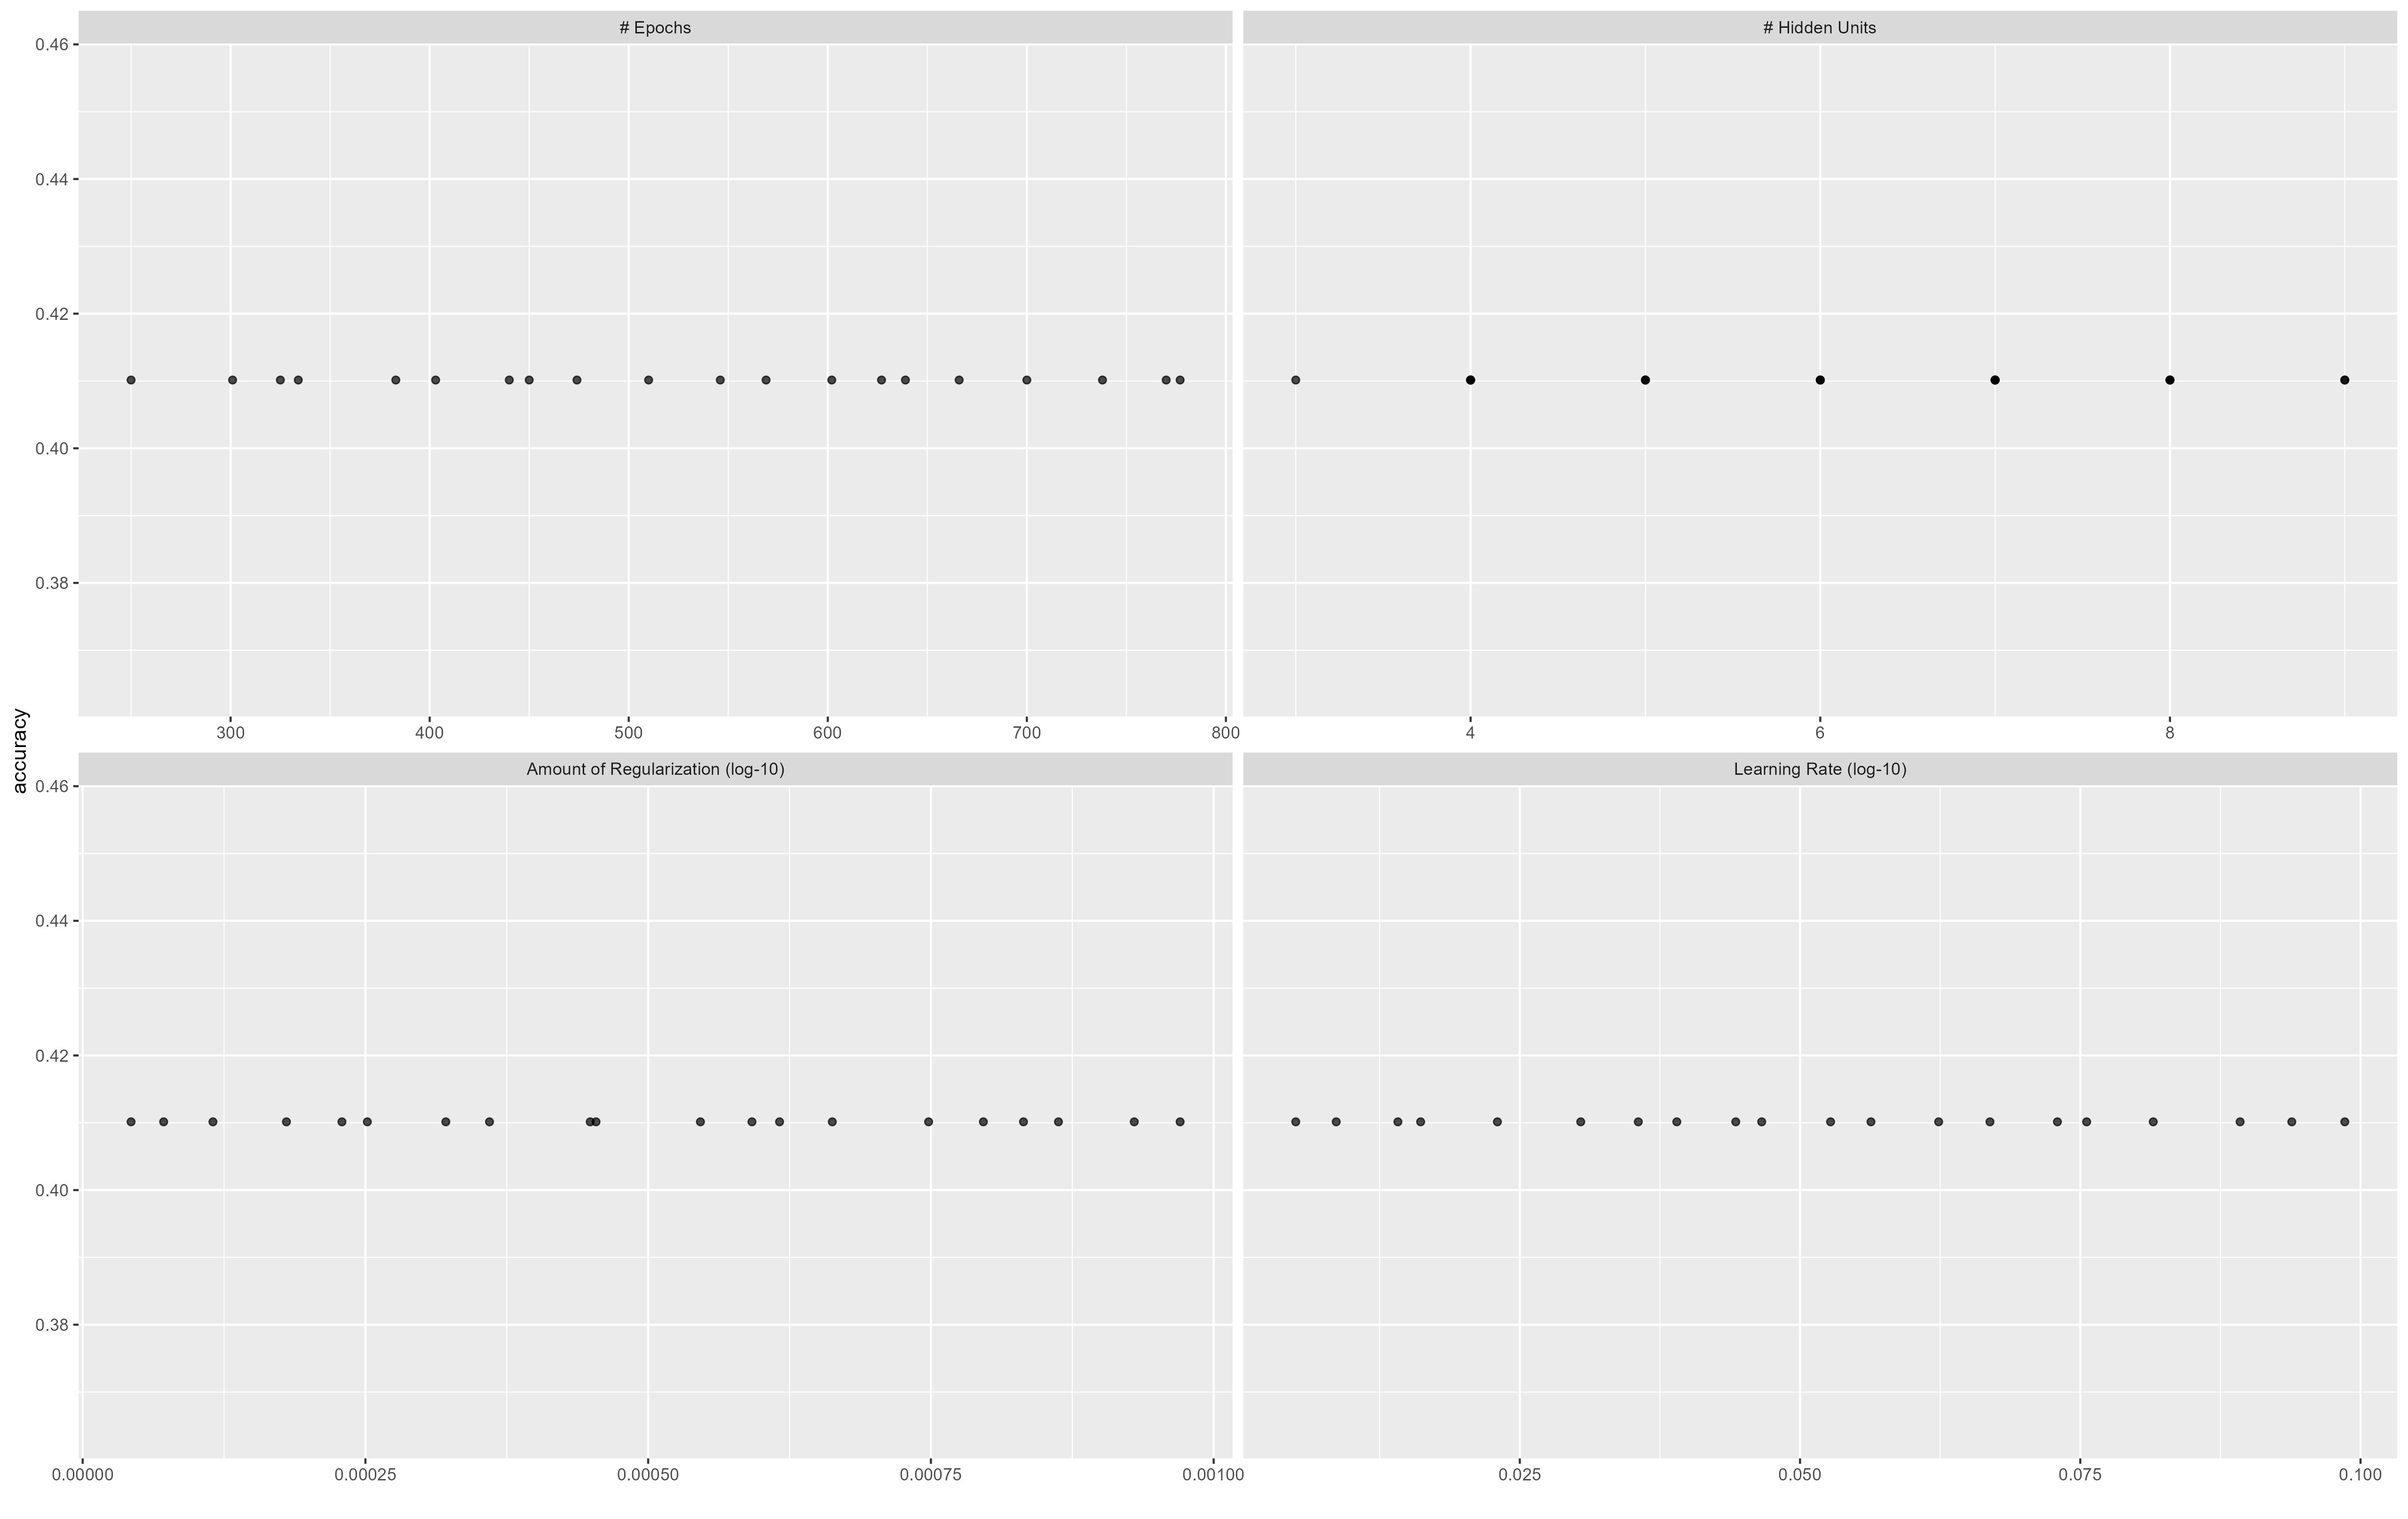 # Epochs
# Hidden Units
0.46
0.44
0.42
0.40
0.38
300 400 500 600 700 800
4 6 8
accuracy
Amount of Regularization (log-10)
Learning Rate (log-10)
0.46
0.44
0.42
0.40
0.38
0.00000 0.00025 0.00050 0.00075 0.00100
0.025 0.050 0.075 0.100